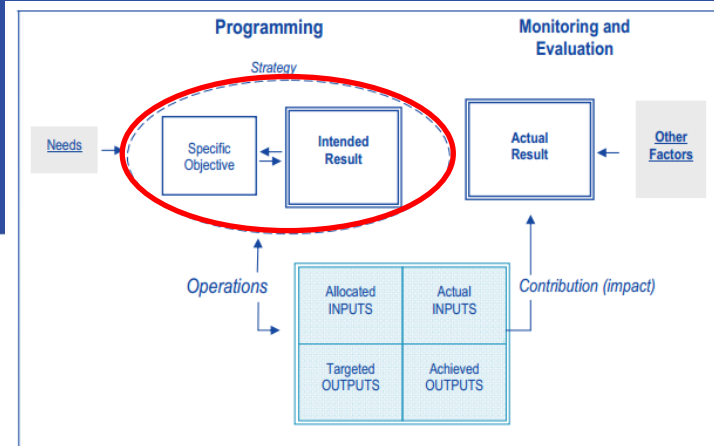 Programming
Monitoring and
Evaluation
Strategy
Needs
Specific
Objective
Intended
Result
Actual
Result
Other
Factors
Operations
Allocated
INPUTS
Actual
INPUTS
Contribution (impact)
Targeted
OUTPUTS
Achieved
OUTPUTS